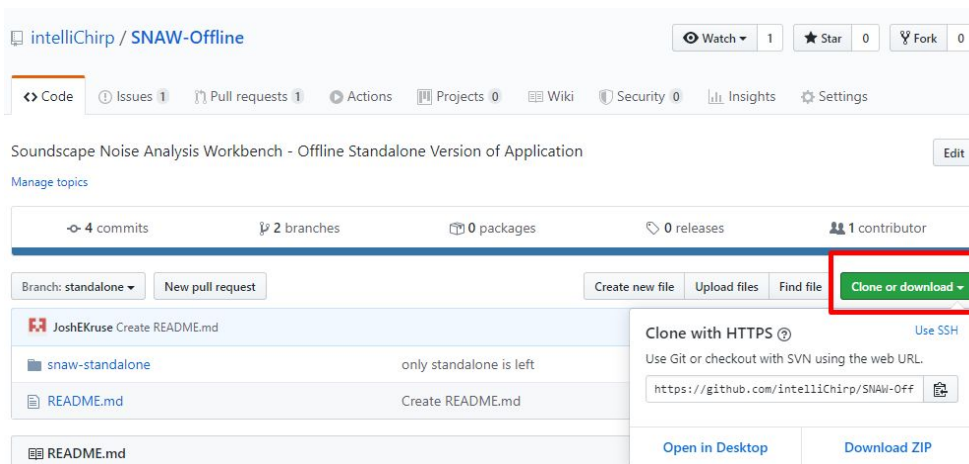 intelliChirp / SNAW-Offline Watch 1 Star 0 Fork 0
Code Issues 1 Pull requests 1 Actions Projects 0 Wiki Security 0 Insights Settings
Soundscape Noise Analysis Workbench - Offline Standalone Version of Application Edit
Manage topics
4 commits 2 branches 0 packages 0 releases 1 contributor
Branch: standalone New pull request Create new file Upload files Find file Clone or download
JoshEKruse Create README.md
snaw-standalone only standalone is left
README.md Create README.md
README.md
Clone with HTTPS Use SSH
Use Git or checkout with SVN using the web URL.
https://github.com/intelliChirp/SNAW-Off
Open in Desktop Download ZIP